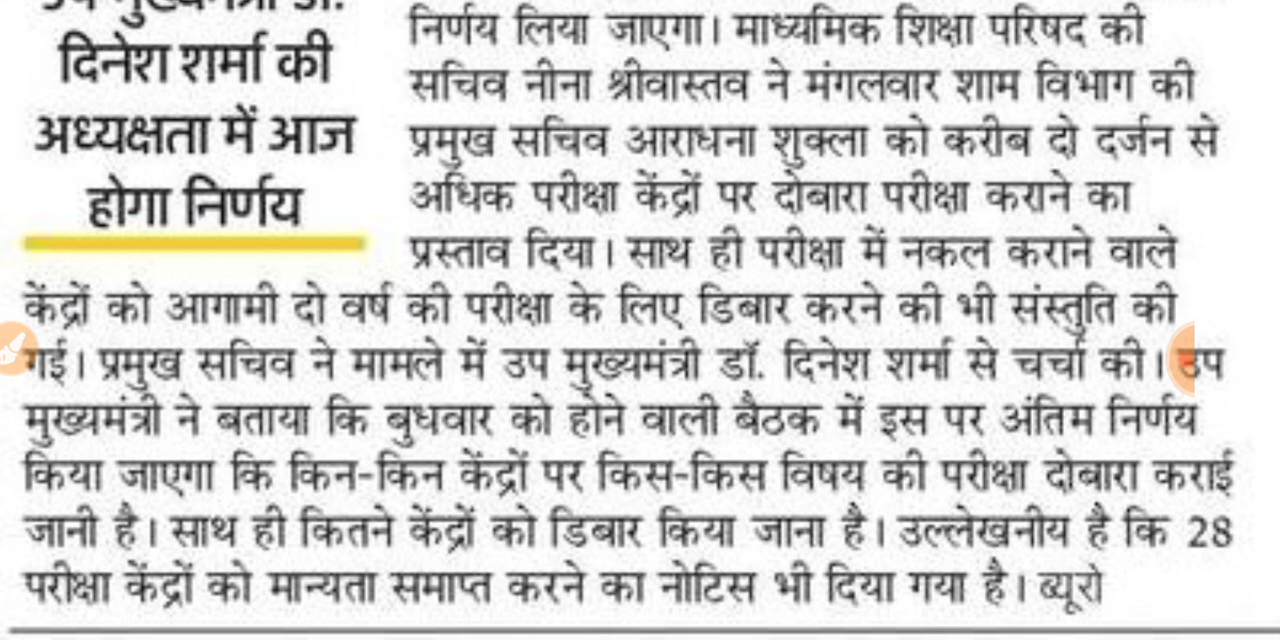 उप मुख्यमंत्री डॉ.
दिनेश शर्मा की
अध्यक्षता में आज
होगा निर्णय
निर्णय लिया जाएगा। माध्यमिक शिक्षा परिषद की
सचिव नीना श्रीवास्तव ने मंगलवार शाम विभाग की
प्रमुख सचिव आराधना शुक्ला को करीब दो दर्जन से
अधिक परीक्षा केंद्रों पर दोबारा परीक्षा कराने का
प्रस्ताव दिया। साथ ही परीक्षा में नकल कराने वाले
केंद्रों को आगामी दो वर्ष की परीक्षा के लिए डिबार करने की भी संस्तुति की
गई। प्रमुख सचिव ने मामले में उप मुख्यमंत्री डॉ. दिनेश शर्मा से चर्चा की। उप
मुख्यमंत्री ने बताया कि बुधवार को होने वाली बैठक में इस पर अंतिम निर्णय
किया जाएगा कि किन-किन केंद्रों पर किस-किस विषय की परीक्षा दोबारा कराई
जानी है। साथ ही कितने केंद्रों को डिबार किया जाना है। उल्लेखनीय है कि 28
परीक्षा केंद्रों को मान्यता समाप्त करने का नोटिस भी दिया गया है। ब्यूरो